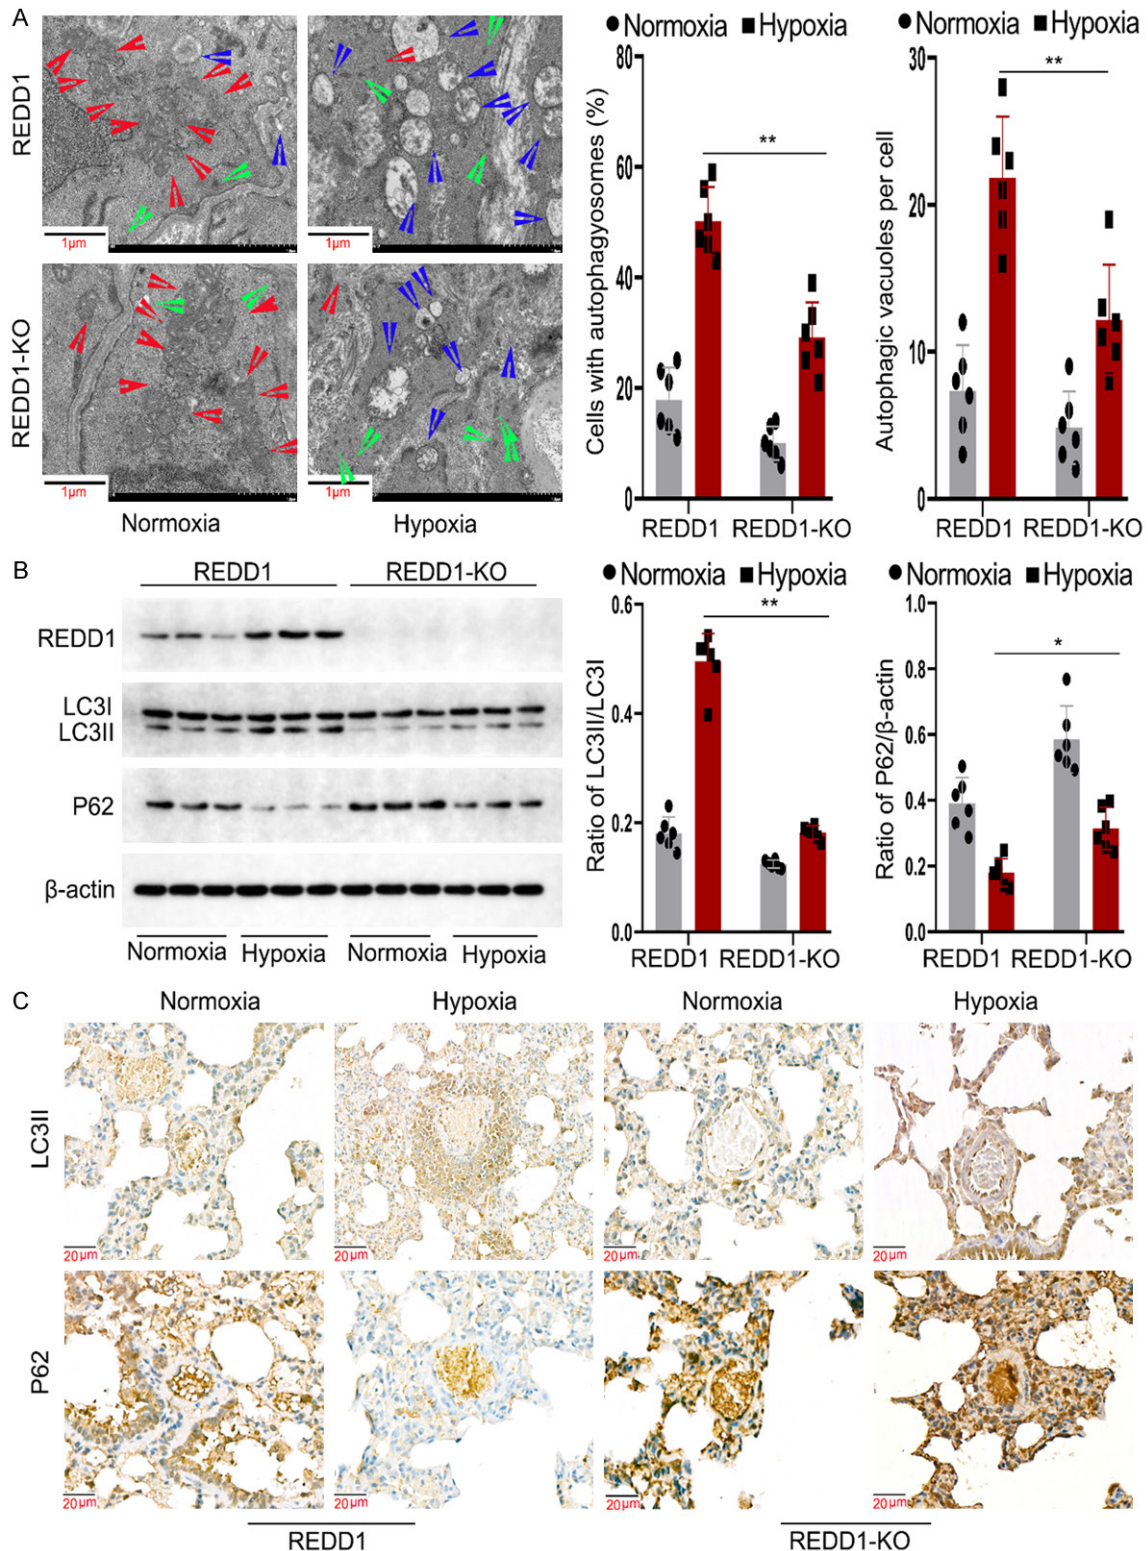 A
REDD1
REDD1-KO
1μm
1μm
1μm
1μm
Normoxia
Hypoxia
Normoxia Hypoxia
Cells with autophagyosomes (%)
80
60
40
20
0
**
REDD1
REDD1-KO
Normoxia Hypoxia
Autophagic vacuoles per cell
30
20
10
0
**
REDD1
REDD1-KO
B
REDD1
REDD1-KO
REDD1
LC3I
LC3II
P62
β-actin
Normoxia
Hypoxia
Normoxia
Hypoxia
Normoxia Hypoxia
Ratio of LC3II/LC3I
0.6
0.4
0.2
0.0
**
REDD1
REDD1-KO
Normoxia Hypoxia
Ratio of P62/β-actin
1.0
0.8
0.6
0.4
0.2
0.0
*
REDD1
REDD1-KO
C
Normoxia
Hypoxia
Normoxia
Hypoxia
LC3II
20μm
20μm
20μm
20μm
P62
20μm
20μm
20μm
20μm
REDD1
REDD1-KO